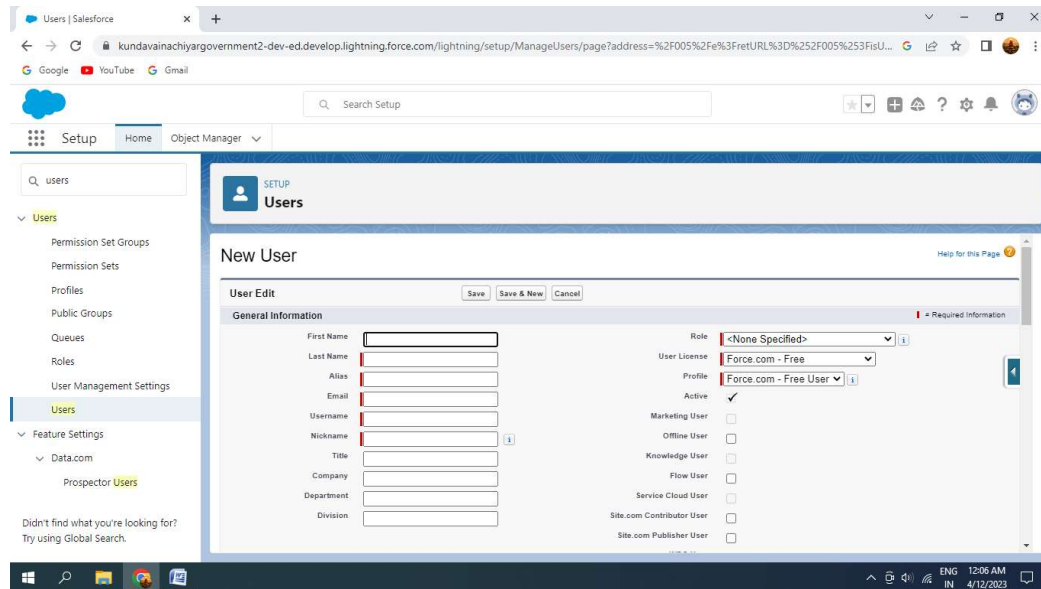 Users | Salesforce
kundavainachiyargovernment2-dev-ed.develop.lightning.force.com/lightning/setup/ManageUsers/page?address=%2F005%2Fe%3FretURL%3D%252F005%253FisU...
Google YouTube Gmail
Search Setup
Setup Home Object Manager
users
Users
Permission Set Groups
Permission Sets
Profiles
Public Groups
Queues
Roles
User Management Settings
Users
Feature Settings
Data.com
Prospector Users
Didn't find what you're looking for?
Try using Global Search.
SETUP
Users
New User
Help for this Page
User Edit Save Save & New Cancel
General Information = Required Information
First Name
Last Name
Alias
Email
Username
Nickname
Title
Company
Department
Division
Role <None Specified>
User License Force.com - Free
Profile Force.com - Free User
Active
Marketing User
Offline User
Knowledge User
Flow User
Service Cloud User
Site.com Contributor User
Site.com Publisher User
ENG 12:06 AM
IN 4/12/2023